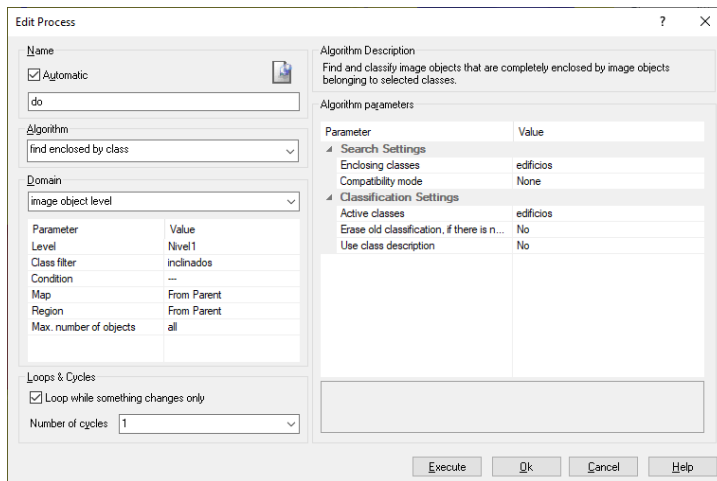 Edit Process
Name
Automatic
do
Algorithm
find enclosed by class
Domain
image object level
Parameter Value
Level Nivel1
Class filter inclinados
Condition ---
Map From Parent
Region From Parent
Max. number of objects all
Loops & Cycles
Loop while something changes only
Number of cycles 1
Algorithm Description
Find and classify image objects that are completely enclosed by image objects
belonging to selected classes.
Algorithm parameters
Parameter Value
Search Settings
Enclosing classes edificios
Compatibility mode None
Classification Settings
Active classes edificios
Erase old classification, if there is n... No
Use class description No
Execute Ok Cancel Help